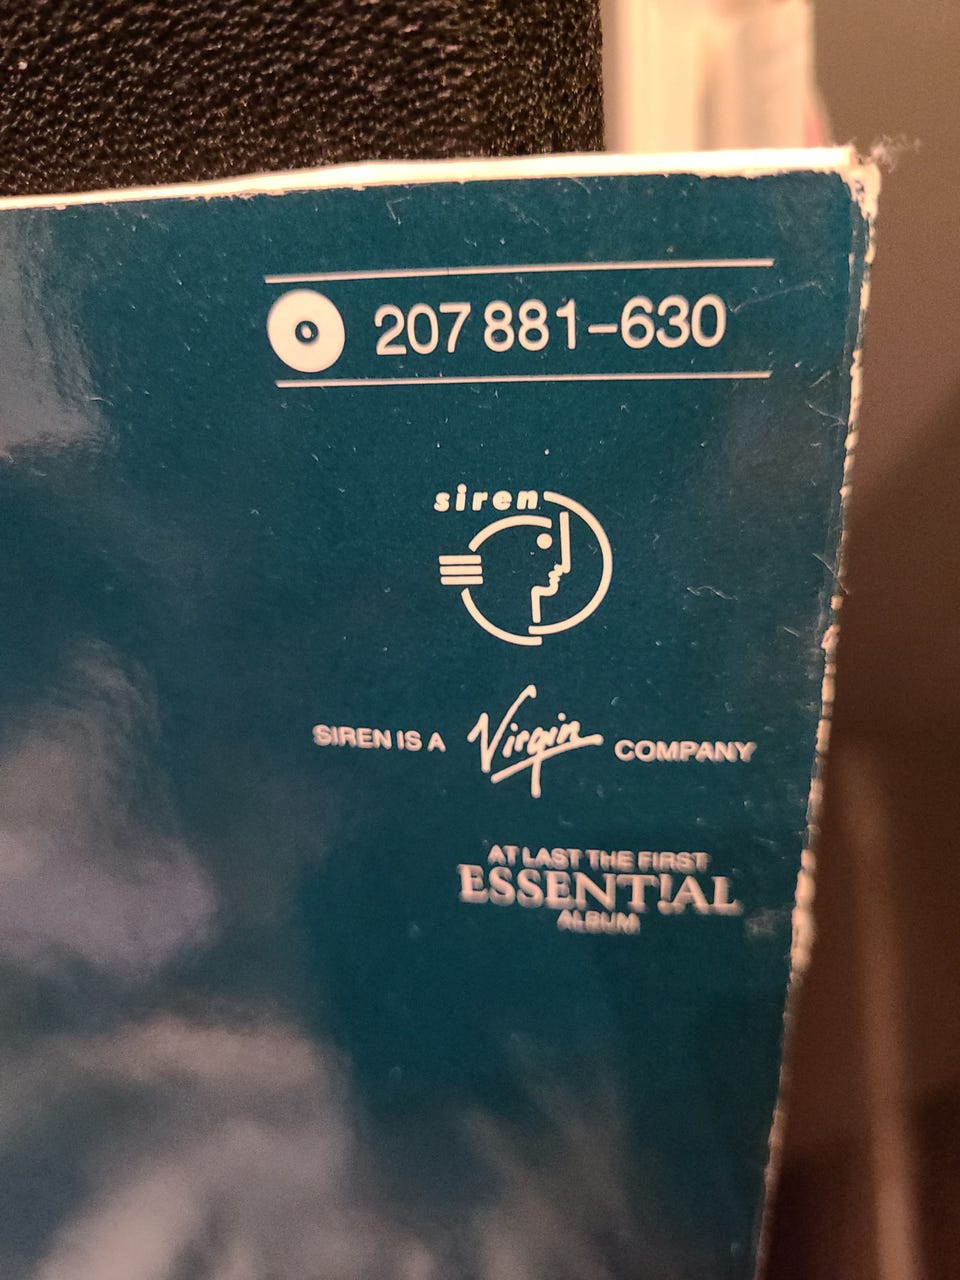 207 881-630
siren
SIREN IS A Virgin COMPANY
AT LAST THE FIRST
ESSENT!AL
ALBUM